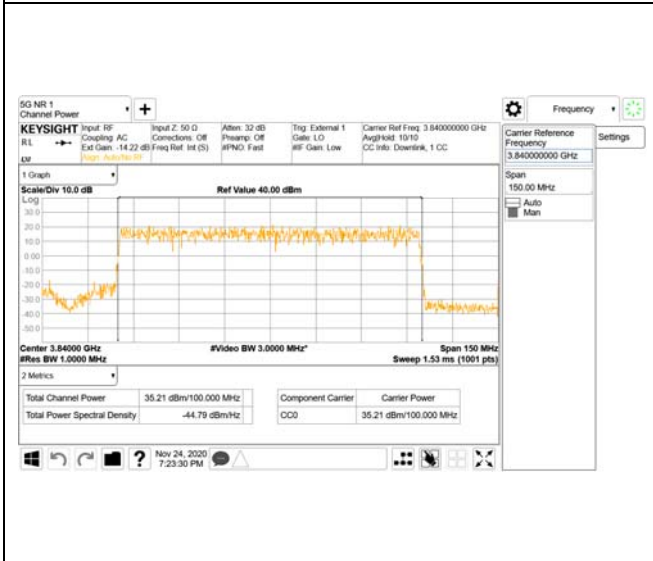 5G NR 1
Channel Power
Frequency
KEYSIGHT
RL
Input: RF
Coupling: AC
Ext Gain: -14.22 dB
Align: Auto/No RF
Input Z: 50 Ω
Corrections: Off
Freq Ref: Int (S)
Atten: 32 dB
Preamp: Off
#PNO: Fast
Trig: External 1
Gate: LO
#IF Gain: Low
Carrier Ref Freq: 3.840000000 GHz
Avg|Hold: 10/10
CC Info: Downlink, 1 CC
Carrier Reference
Frequency
3.840000000 GHz
Settings
Span
150.00 MHz
Auto
Man
1 Graph
Scale/Div 10.0 dB
Ref Value 40.00 dBm
Log
30.0
20.0
10.0
0.00
-10.0
-20.0
-30.0
-40.0
-50.0
Center 3.84000 GHz
#Video BW 3.0000 MHz*
Span 150 MHz
#Res BW 1.0000 MHz
Sweep 1.53 ms (1001 pts)
2 Metrics
Total Channel Power 35.21 dBm/100.000 MHz
Total Power Spectral Density -44.79 dBm/Hz
Component Carrier Carrier Power
CC0 35.21 dBm/100.000 MHz
?
Nov 24, 2020
7:23:30 PM